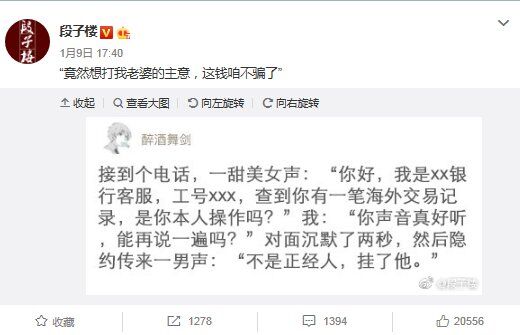 段子楼
段子楼 V
1月9日 17:40
“竟然想打我老婆的主意，这钱咱不骗了”
收起 查看大图 向左旋转 向右旋转
醉酒舞剑
接到个电话，一甜美女声：“你好，我是xx银
行客服，工号xxx，查到你有一笔海外交易记
录，是你本人操作吗？”我：“你声音真好听
，能再说一遍吗？”对面沉默了两秒，然后隐
约传来一男声：“不是正经人，挂了他。”
@段子楼
收藏 1278 1394 20556